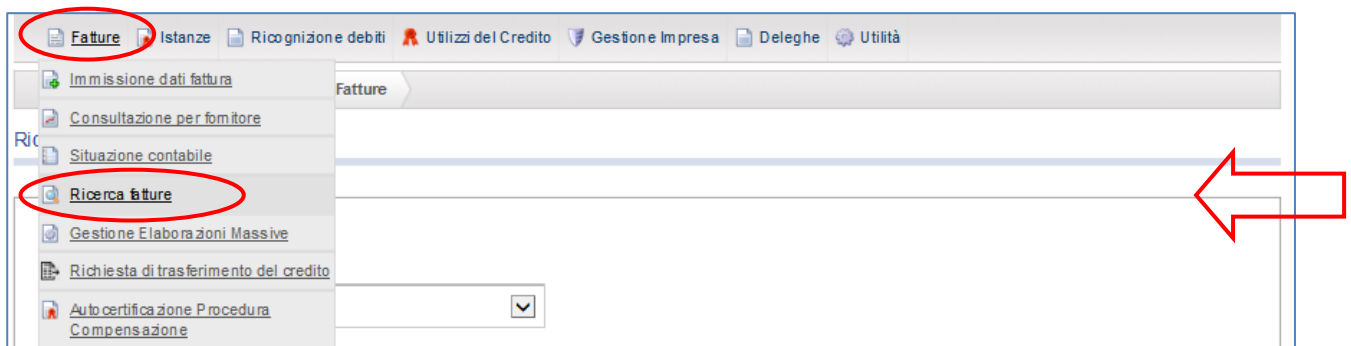 Fatture Istanze Ricognizione debiti Utilizzi del Credito Gestione Impresa Deleghe Utilità
Immissione dati fattura
Fatture
Consultazione per fornitore
Ric
Situazione contabile
Ricerca fatture
Gestione Elaborazioni Massive
Richiesta di trasferimento del credito
Autocertificazione Procedura
Compensazione